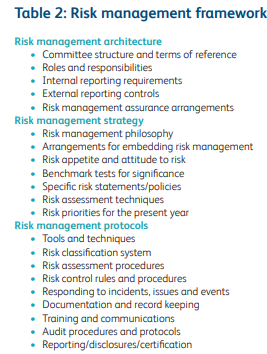 Table 2: Risk management framework
Risk management architecture
• Committee structure and terms of reference
• Roles and responsibilities
• Internal reporting requirements
• External reporting controls
• Risk management assurance arrangements
Risk management strategy
• Risk management philosophy
• Arrangements for embedding risk management
• Risk appetite and attitude to risk
• Benchmark tests for significance
• Specific risk statements/policies
• Risk assessment techniques
• Risk priorities for the present year
Risk management protocols
• Tools and techniques
• Risk classification system
• Risk assessment procedures
• Risk control rules and procedures
• Responding to incidents, issues and events
• Documentation and record keeping
• Training and communications
• Audit procedures and protocols
• Reporting/disclosures/certification